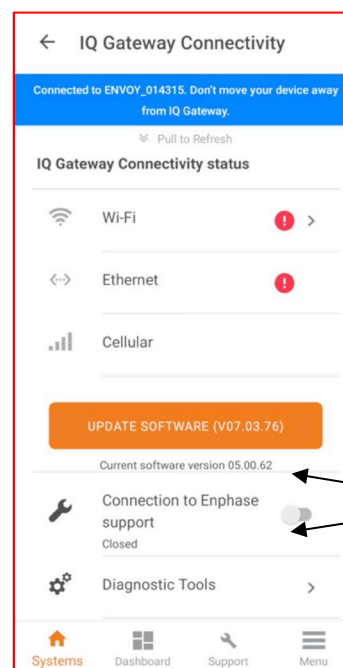 IQ Gateway Connectivity
Connected to ENVOY_014315. Don't move your device away
from IQ Gateway.
Pull to Refresh
IQ Gateway Connectivity status
Wi-Fi
Ethernet
Cellular
UPDATE SOFTWARE (V07.03.76)
Current software version 05.00.62
Connection to Enphase
support
Closed
Diagnostic Tools
Systems Dashboard Support Menu